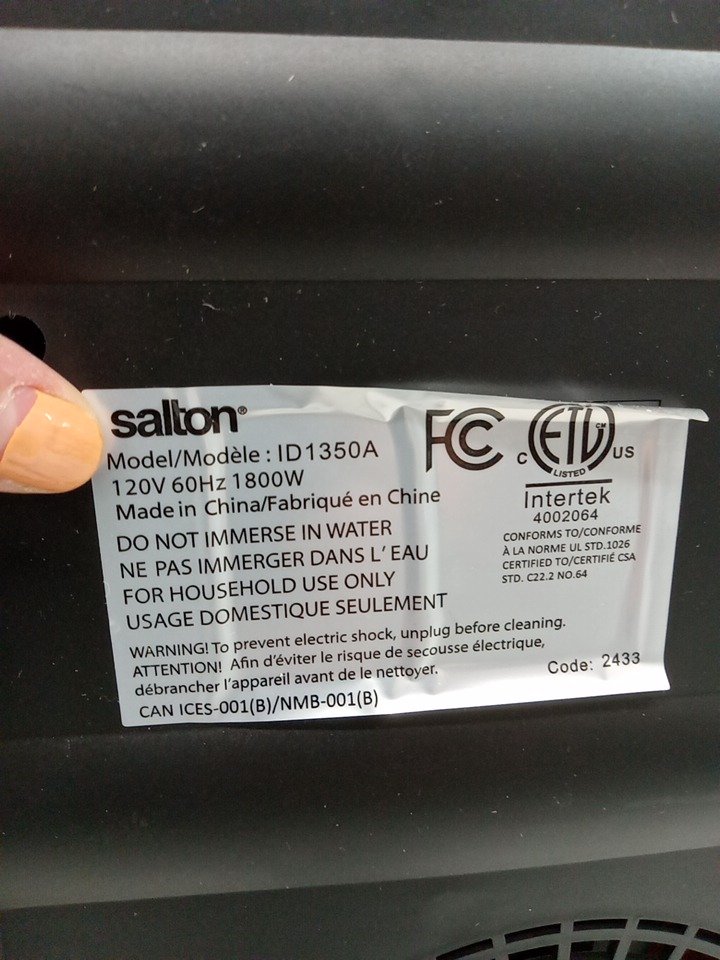 salton®
Model/Modèle : ID1350A
120V 60Hz 1800W
Made in China/Fabriqué en Chine
DO NOT IMMERSE IN WATER
NE PAS IMMERGER DANS L' EAU
FOR HOUSEHOLD USE ONLY
USAGE DOMESTIQUE SEULEMENT
WARNING! To prevent electric shock, unplug before cleaning.
ATTENTION! Afin d'éviter le risque de secousse électrique,
débrancher l'appareil avant de le nettoyer.
CAN ICES-001(B)/NMB-001(B)
FC
C ETL CM US
LISTED
Intertek
4002064
CONFORMS TO/CONFORME
À LA NORME UL STD.1026
CERTIFIED TO/CERTIFIÉ CSA
STD. C22.2 NO.64
Code: 2433